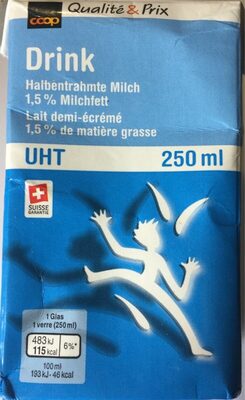 coop
Qualité & Prix
Drink
Halbentrahmte Milch
1,5% Milchfett
Lait demi-écrémé
1,5% de matière grasse
UHT 250 ml
SUISSE
GARANTIE
1 Glas
1 verre (250 ml)
483 kJ
115 kcal
6%*
100 ml
193 kJ - 46 kcal